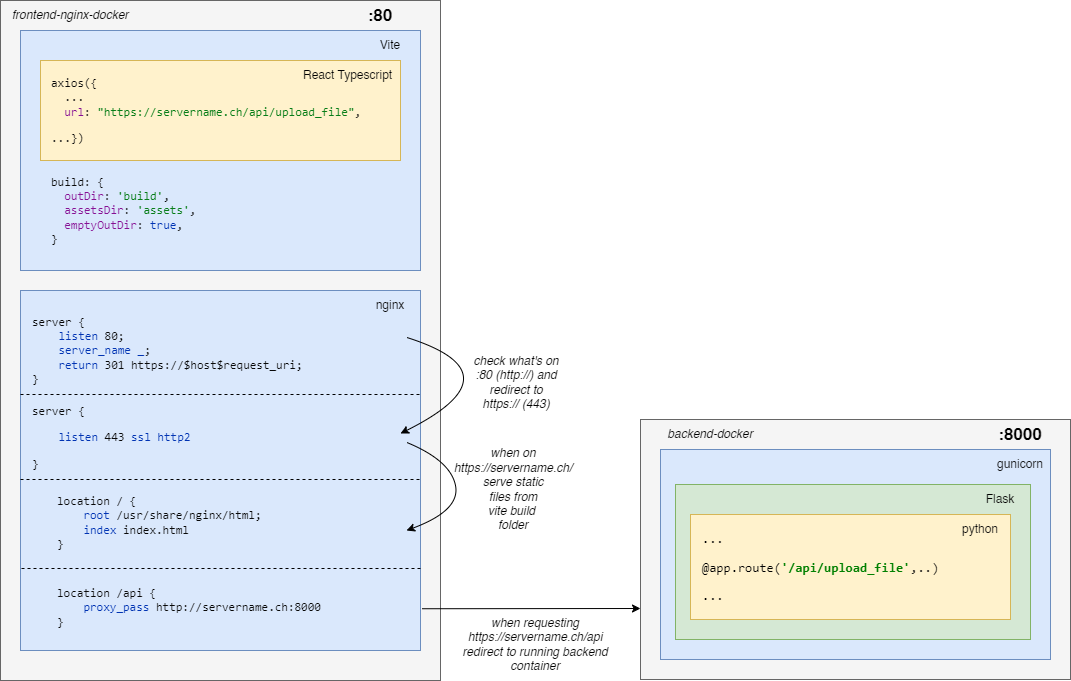 frontend-nginx-docker
:80
Vite
React Typescript
axios({
...
url: "https://servername.ch/api/upload_file",
...})
build: {
outDir: 'build',
assetsDir: 'assets',
emptyOutDir: true,
}
nginx
server {
listen 80;
server_name _;
return 301 https://$host$request_uri;
}
check what's on
:80 (http://) and
redirect to
https:// (443)
server {
listen 443 ssl http2
}
when on
https://servername.ch/
serve static
files from
vite build
folder
location / {
root /usr/share/nginx/html;
index index.html
}
location /api {
proxy_pass http://servername.ch:8000
}
when requesting
https://servername.ch/api
redirect to running backend
container
backend-docker
:8000
gunicorn
Flask
python
...
@app.route('/api/upload_file',..)
...